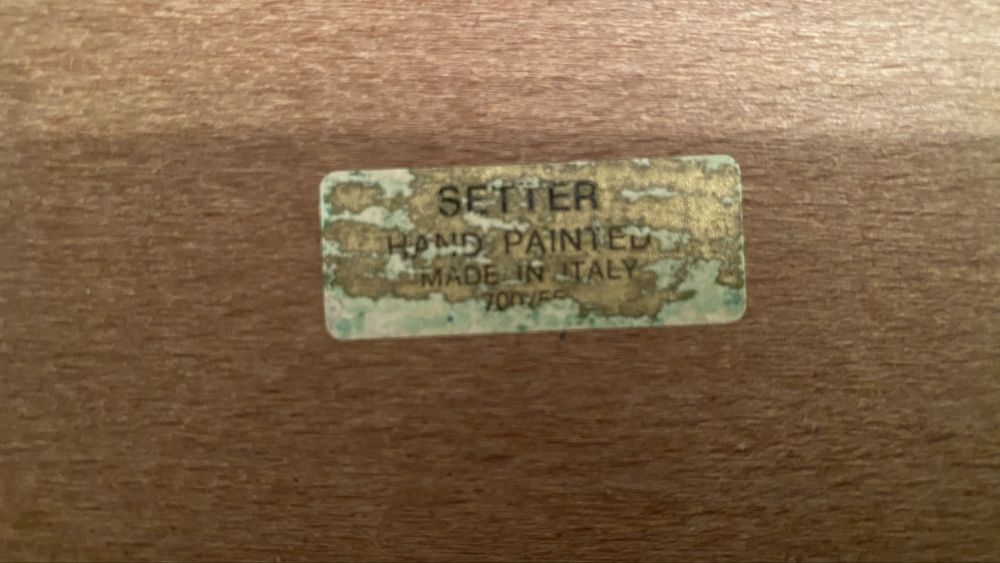 SETTER
HAND PAINTED
MADE IN ITALY